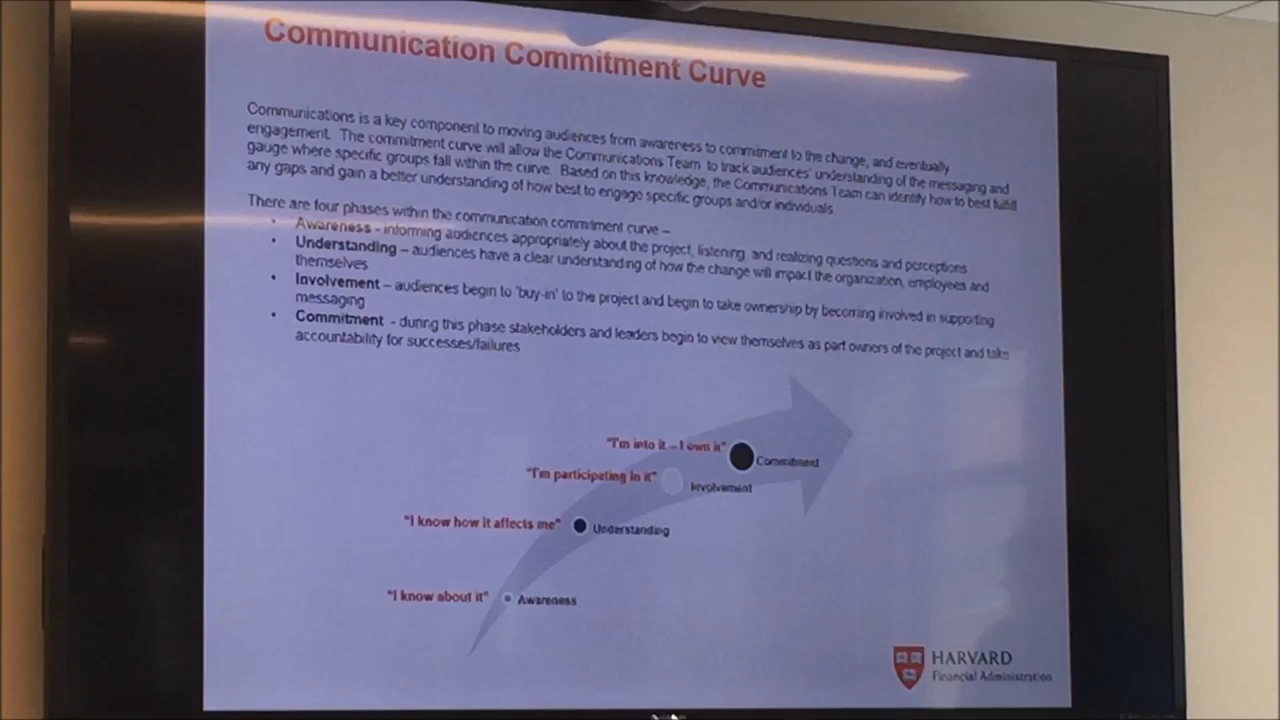 Communication Commitment Curve
Communications is a key component to moving audiences from awareness to commitment to the change, and eventually
engagement. The commitment curve will allow the Communications Team to track audiences' understanding of the messaging and
gauge where specific groups fall within the curve. Based on this knowledge, the Communications Team can identify how to best fulfill
any gaps and gain a better understanding of how best to engage specific groups and/or individuals.
There are four phases within the communication commitment curve –
• Awareness - informing audiences appropriately about the project, listening, and realizing questions and perceptions
• Understanding – audiences have a clear understanding of how the change will impact the organization, employees and
themselves
• Involvement – audiences begin to 'buy-in' to the project and begin to take ownership by becoming involved in supporting
messaging
• Commitment - during this phase stakeholders and leaders begin to view themselves as part owners of the project and take
accountability for successes/failures
"I'm into it – I own it" Commitment
"I'm participating in it" Involvement
"I know how it affects me" Understanding
"I know about it" Awareness
HARVARD
Financial Administration